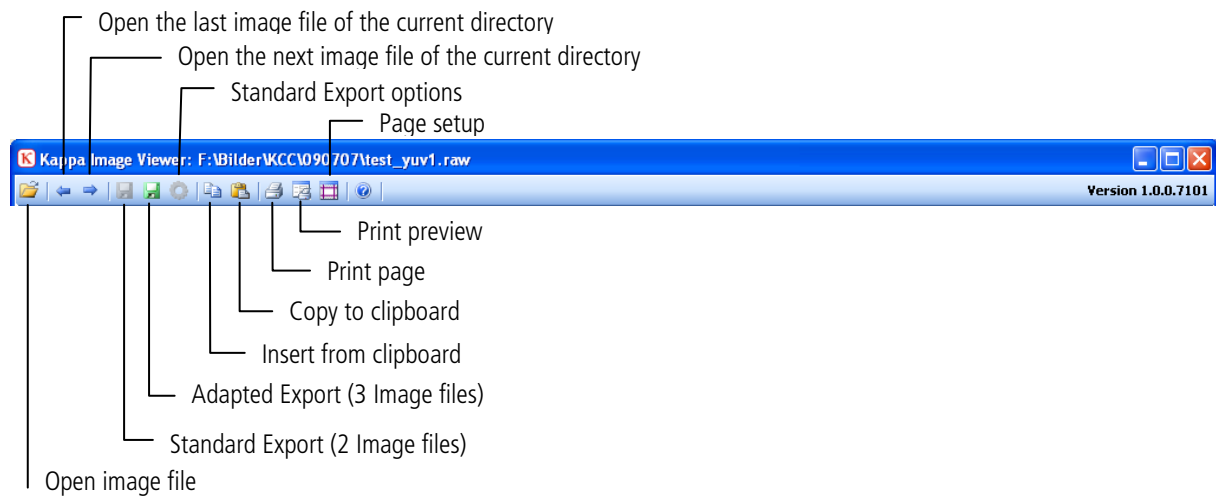 Open the last image file of the current directory
Open the next image file of the current directory
Standard Export options
Page setup
Kappa Image Viewer: F:\Bilder\KCC\090707\test_yuv1.raw
Version 1.0.0.7101
Print preview
Print page
Copy to clipboard
Insert from clipboard
Adapted Export (3 Image files)
Standard Export (2 Image files)
Open image file